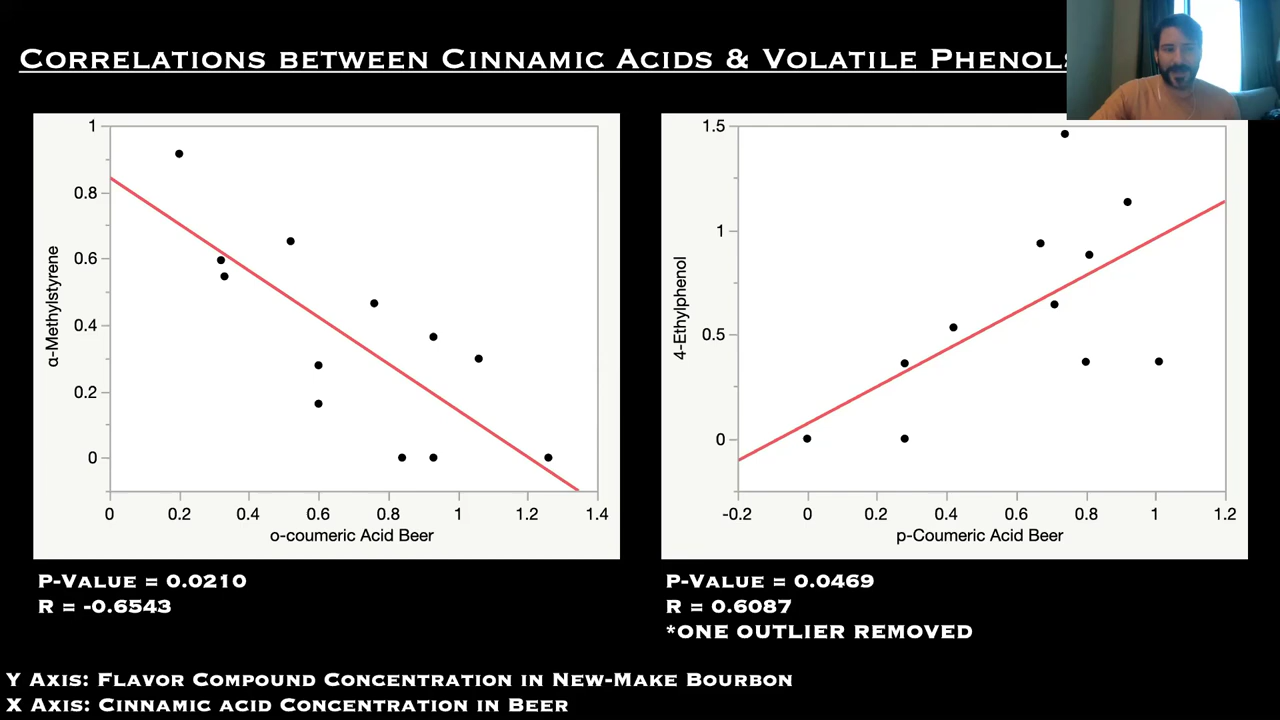 CORRELATIONS BETWEEN CINNAMIC ACIDS & VOLATILE PHENOLS
1
0.8
0.6
0.4
0.2
0
α-Methylstyrene
0 0.2 0.4 0.6 0.8 1 1.2 1.4
o-coumeric Acid Beer
1.5
1
0.5
0
4-Ethylphenol
-0.2 0 0.2 0.4 0.6 0.8 1 1.2
p-Coumeric Acid Beer
P-VALUE = 0.0210
R = -0.6543
P-VALUE = 0.0469
R = 0.6087
*ONE OUTLIER REMOVED
Y AXIS: FLAVOR COMPOUND CONCENTRATION IN NEW-MAKE BOURBON
X AXIS: CINNAMIC ACID CONCENTRATION IN BEER